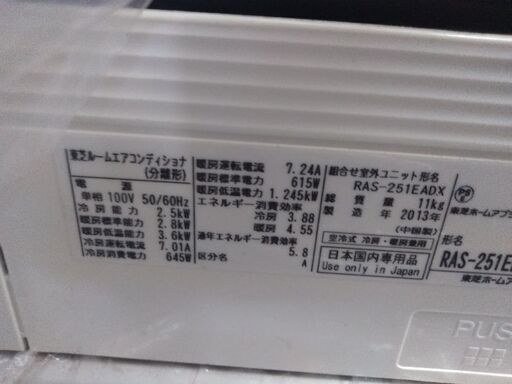 東芝ルームエアコンディショナ
(分離形)
電源
単相 100V 50/60Hz
冷房能力 2.5kW
暖房標準能力 2.8kW
暖房低温能力 3.6kW
冷房運転電流 7.01A
冷房消費電力 645W
暖房運転電流 7.24A
暖房標準電力 615W
暖房低温電力 1.245kW
エネルギー消費効率
冷房 3.88
暖房 4.55
通年エネルギー消費効率
5.8
区分名 A
組合せ室外ユニット形名
RAS-251EADX
総質量 11kg
製造年 2013年
(中国製)
空冷式 冷房・暖房兼用
日本国内専用品
Use only in Japan
東芝ホームアプ
形名
RAS-251E
東芝ホームア
PUS